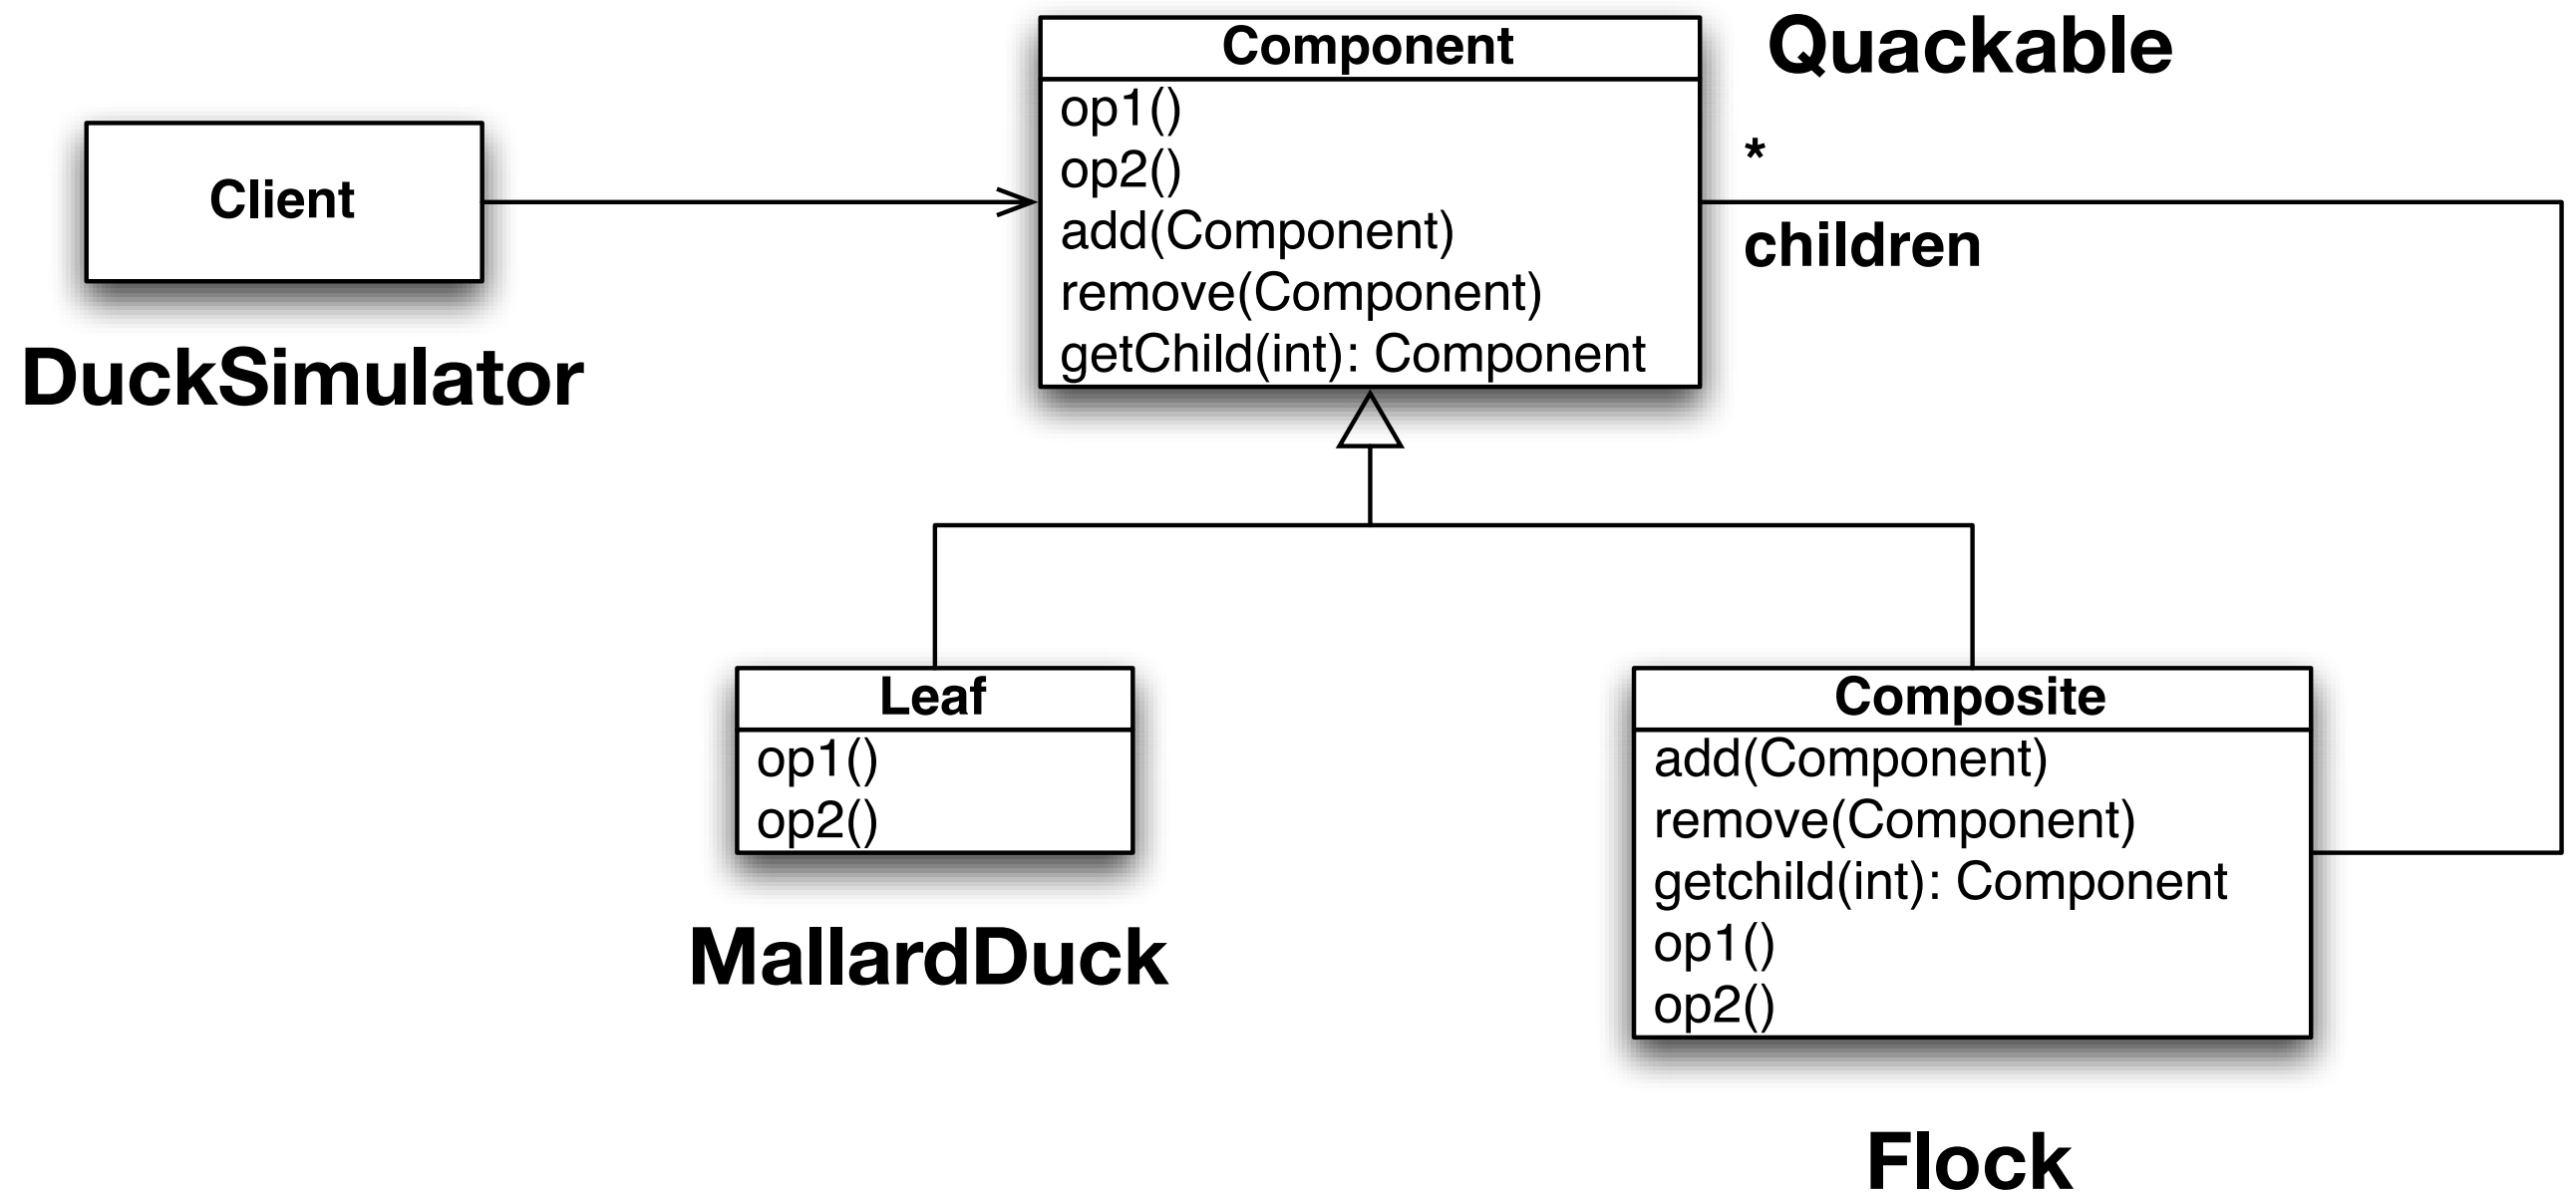 Component
Quackable
op1()
op2()
add(Component)
remove(Component)
getChild(int): Component
*
children
Client
DuckSimulator
Leaf
op1()
op2()
MallardDuck
Composite
add(Component)
remove(Component)
getchild(int): Component
op1()
op2()
Flock